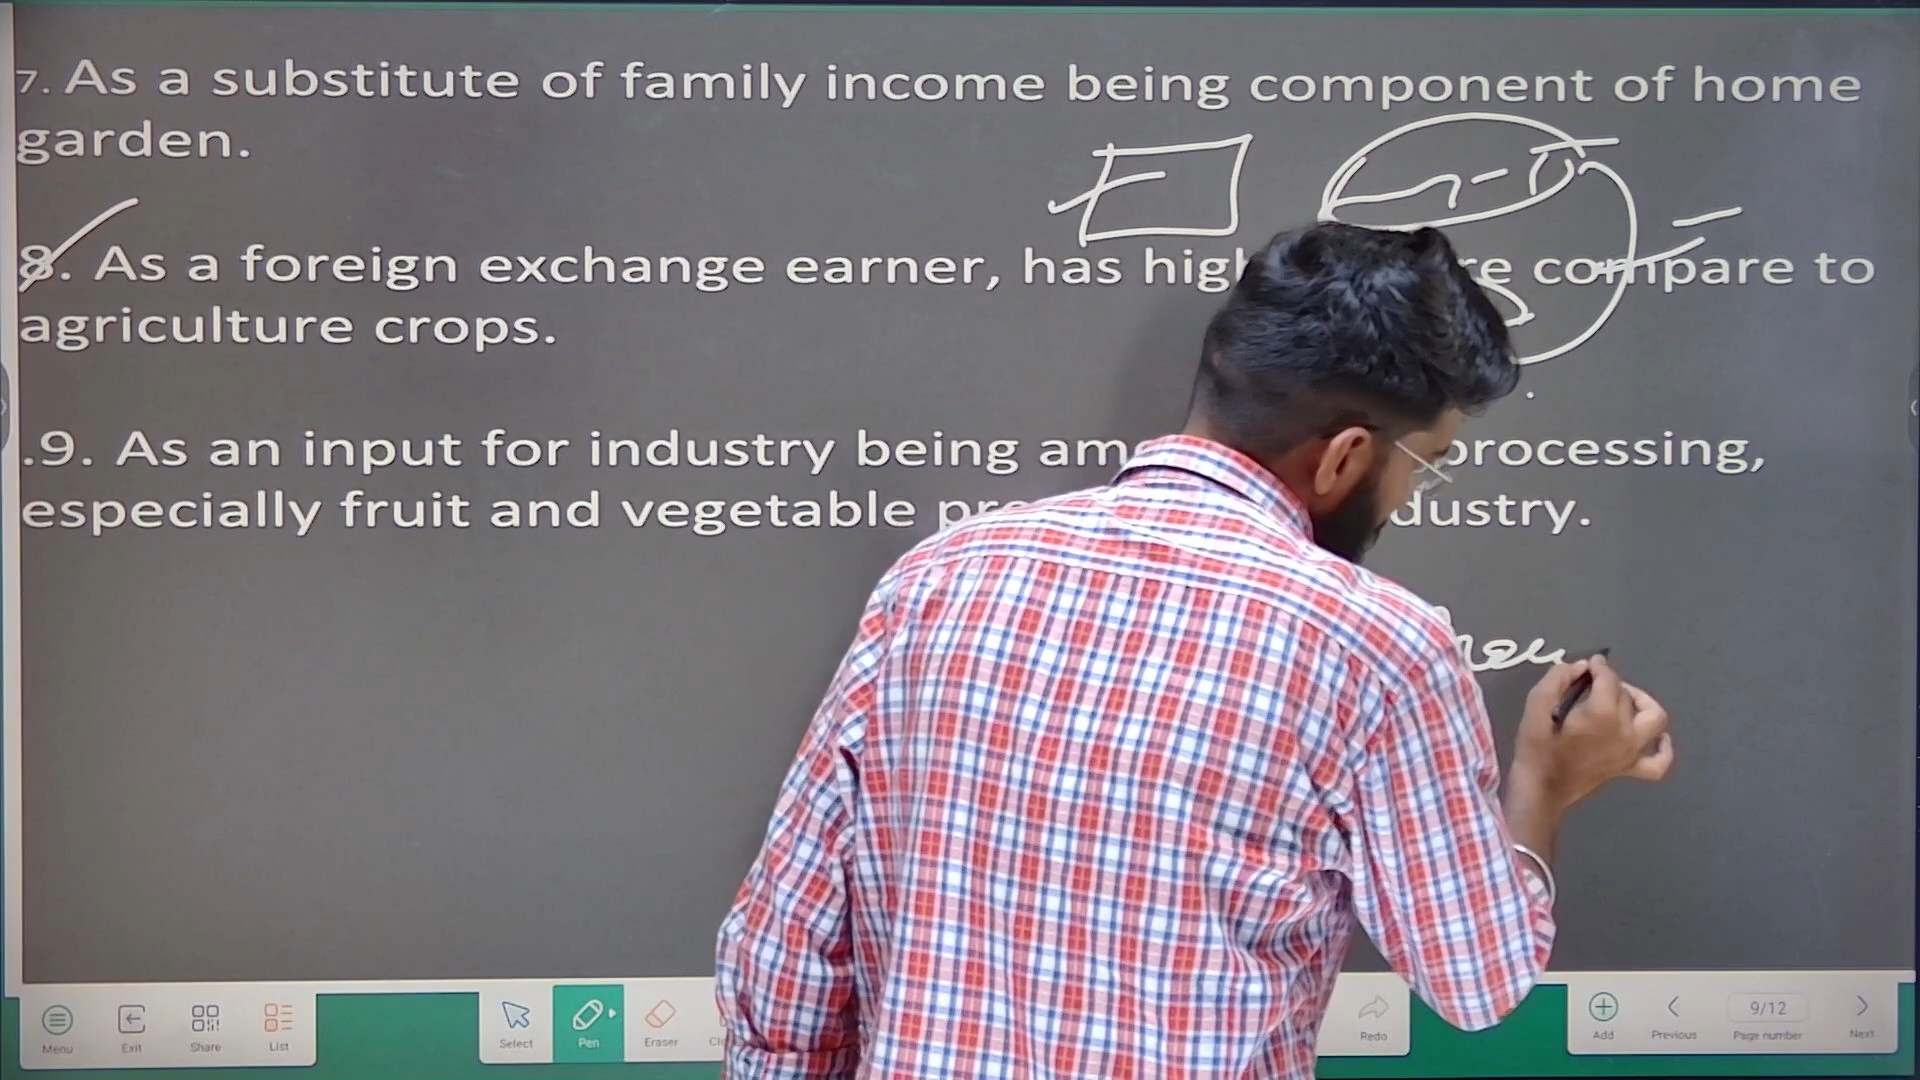 7. As a substitute of family income being component of home
garden.
8. As a foreign exchange earner, has high compare to
agriculture crops.
.9. As an input for industry being processing,
especially fruit and vegetable
Menu
Exit
Share
List
Select
Pen
Eraser
Redo
Add
Previous
9/12
Page number
Next